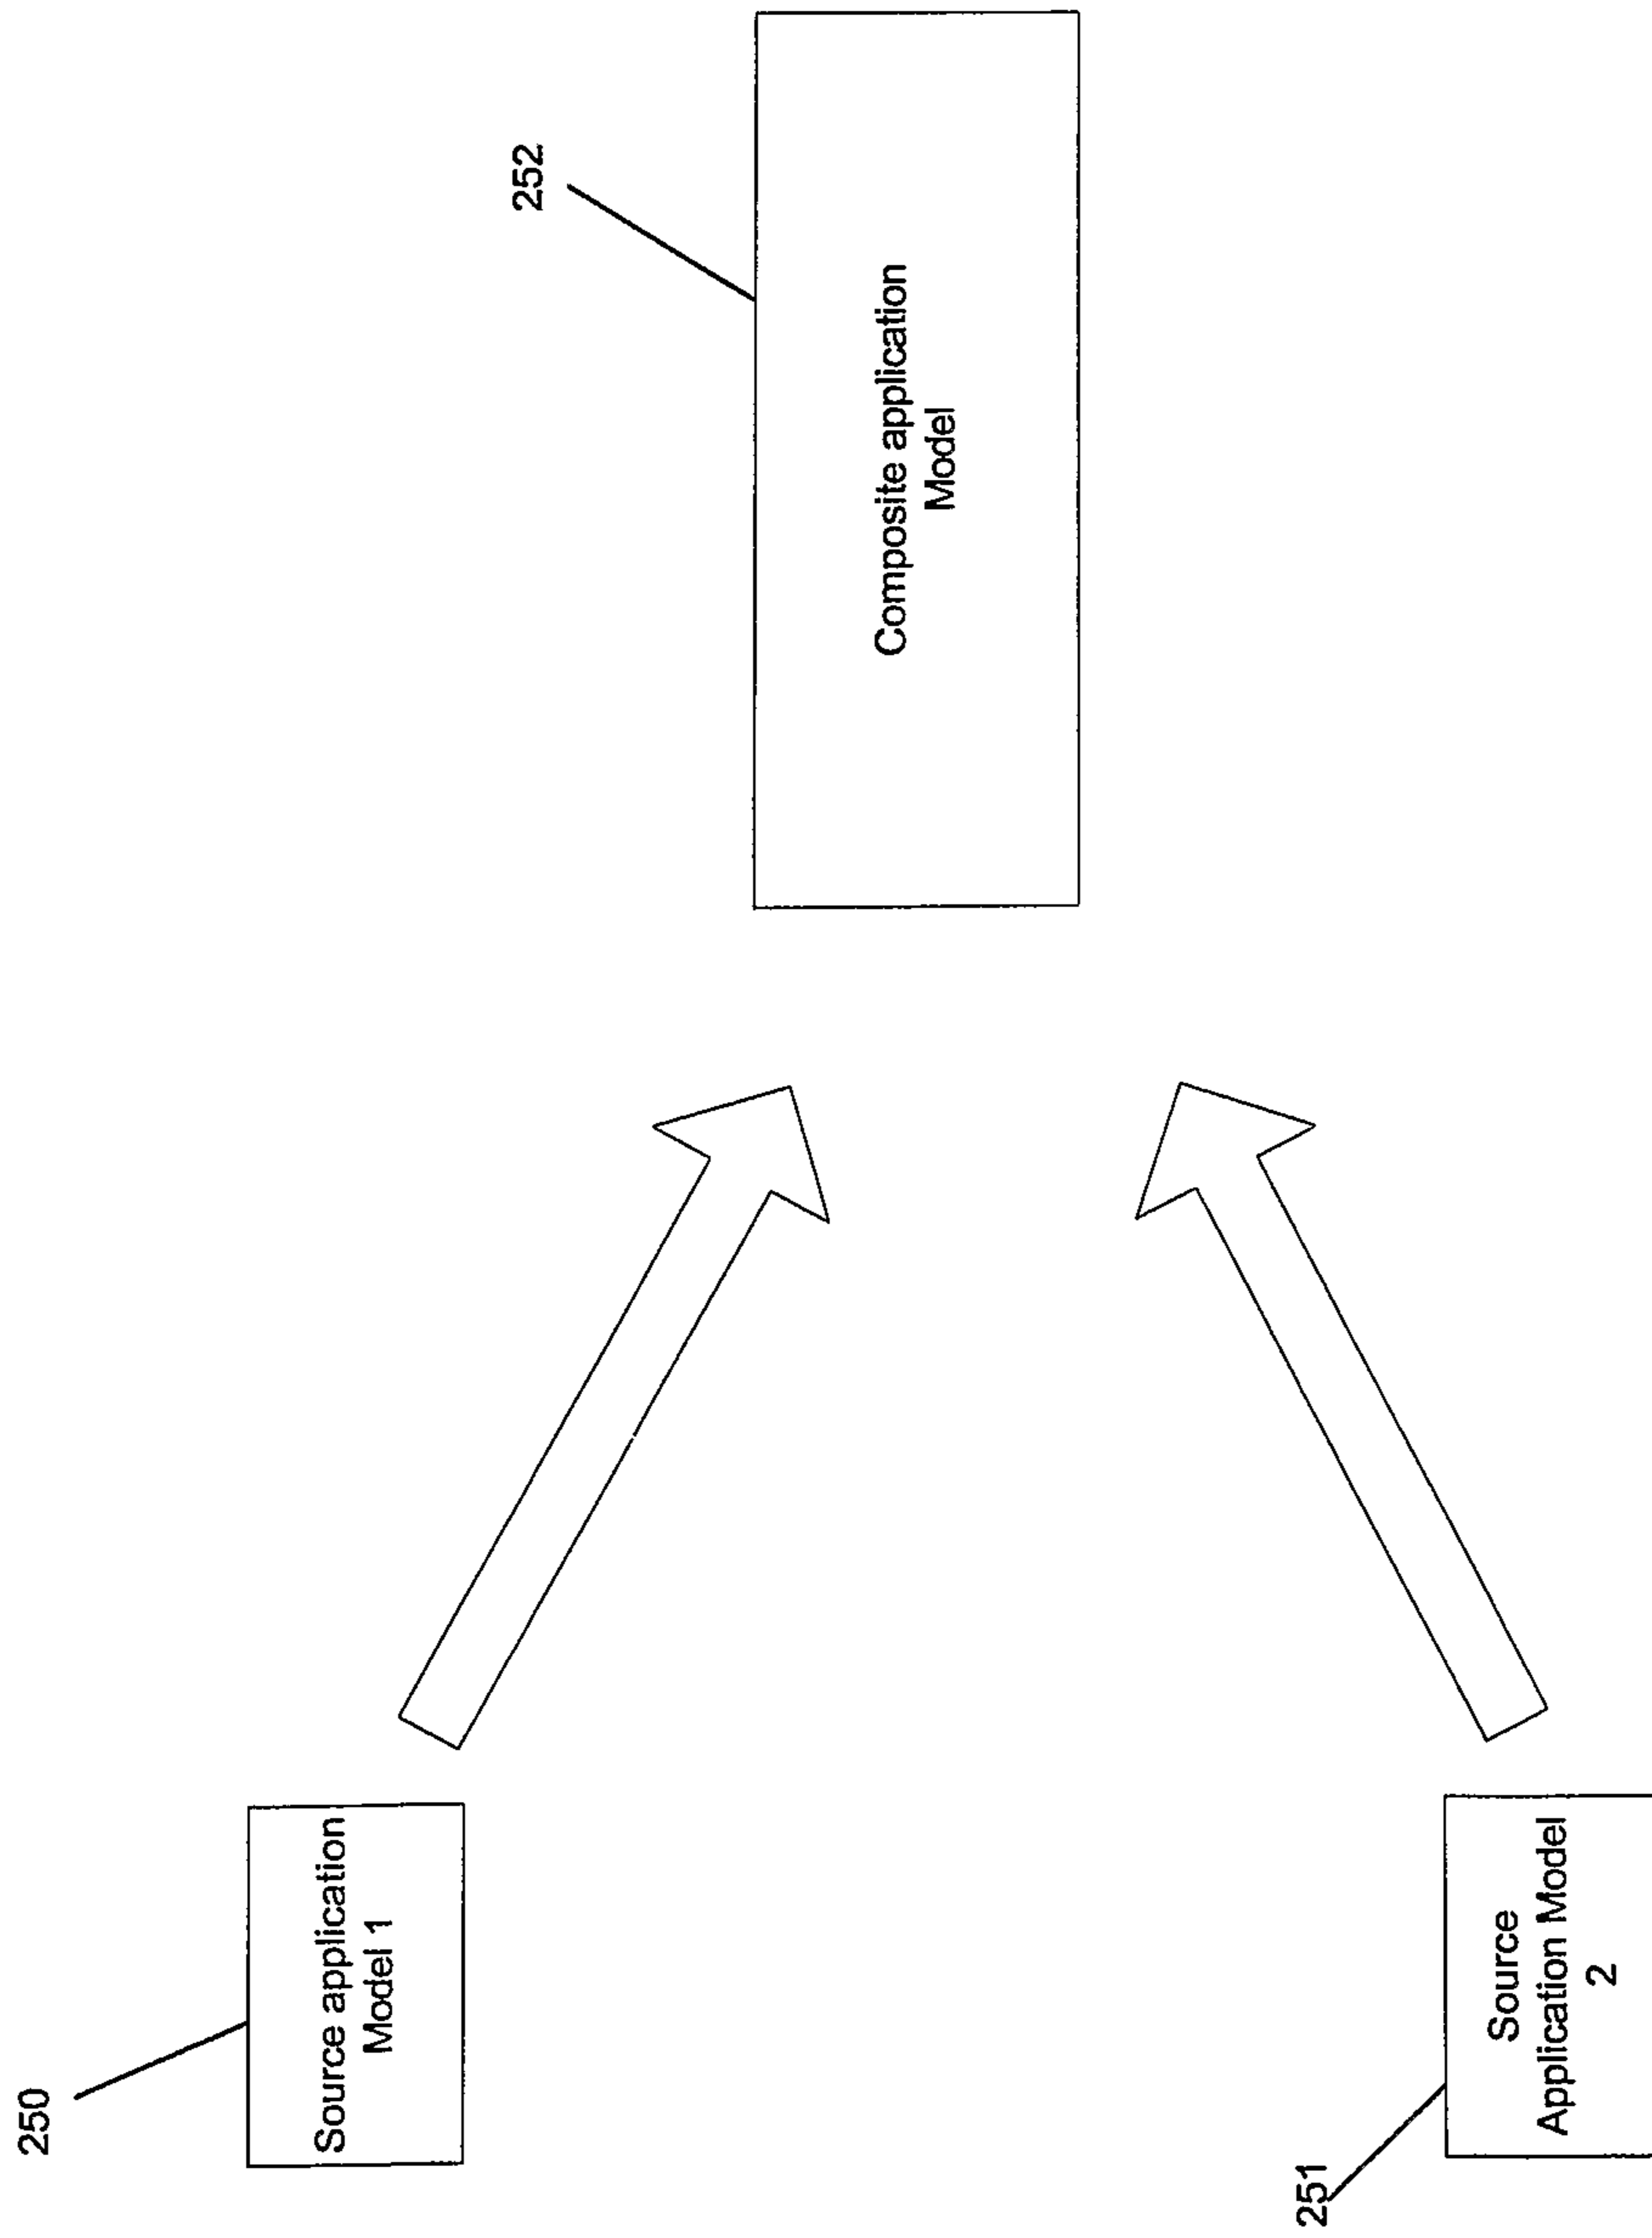 250
Source application
Model 1
252
Composite application
Model
251
Source
Application Model
2